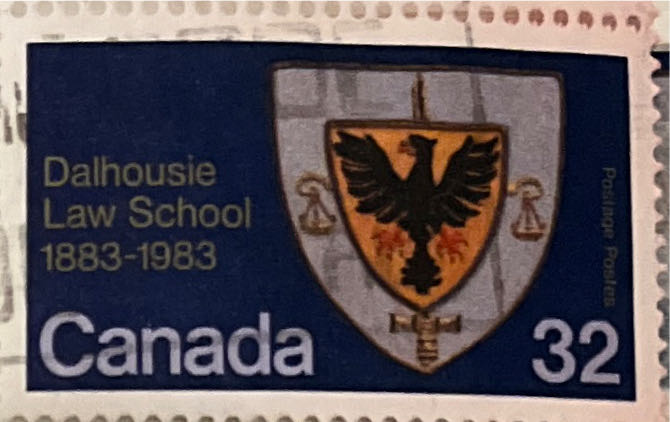 Dalhousie
Law School
1883-1983
Canada
32
Postage Postes